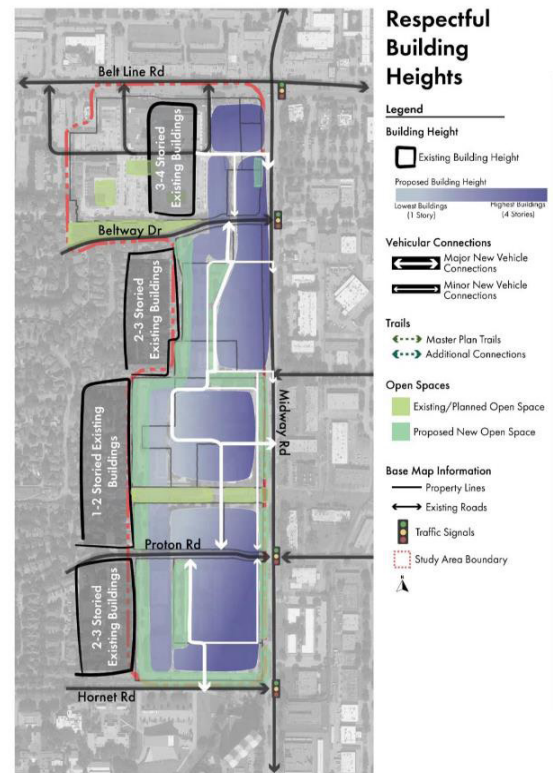 Respectful
Building
Heights
Legend
Building Height
Existing Building Height
Proposed Building Height
Lowest Buildings
(1 Story)
Highest Buildings
(4 Stories)
Vehicular Connections
Major New Vehicle
Connections
Minor New Vehicle
Connections
Trails
Master Plan Trails
Additional Connections
Open Spaces
Existing/Planned Open Space
Proposed New Open Space
Base Map Information
Property Lines
Existing Roads
Traffic Signals
Study Area Boundary
N
Belt Line Rd
3-4 Storied
Existing Buildings
Beltway Dr
2-3 Storied
Existing Buildings
Midway Rd
1-2 Storied Existing
Buildings
Proton Rd
2-3 Storied
Existing Buildings
Hornet Rd